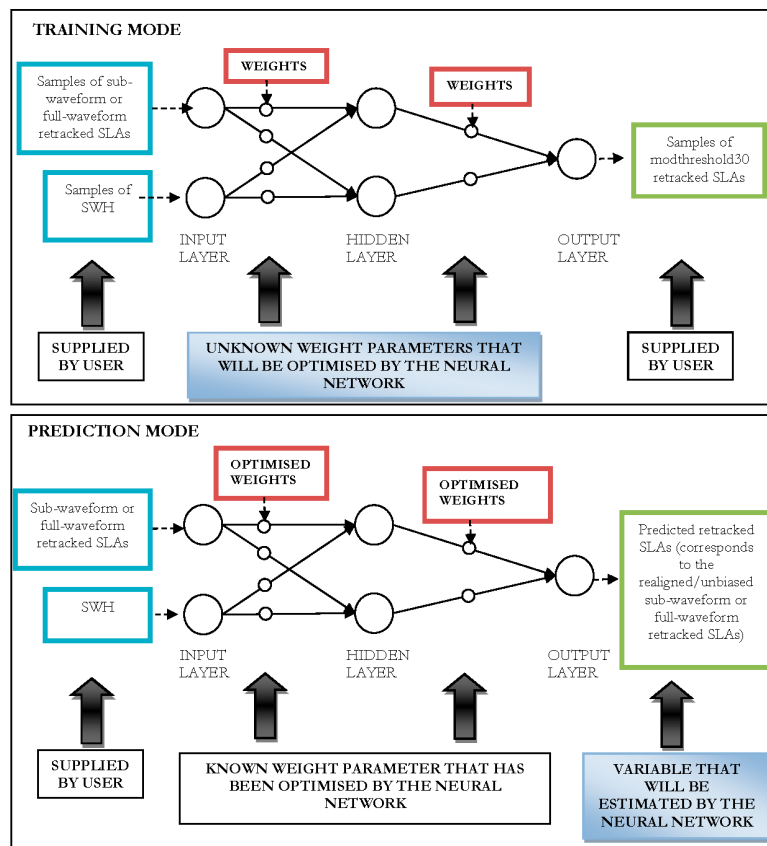 TRAINING MODE
WEIGHTS
WEIGHTS
Samples of sub-
waveform or
full-waveform
retracked SLAs
Samples of
modthreshold30
retracked SLAs
Samples of
SWH
INPUT
LAYER
HIDDEN
LAYER
OUTPUT
LAYER
SUPPLIED
BY USER
UNKNOWN WEIGHT PARAMETERS THAT
WILL BE OPTIMISED BY THE NEURAL
NETWORK
SUPPLIED
BY USER
PREDICTION MODE
OPTIMISED
WEIGHTS
OPTIMISED
WEIGHTS
Sub-waveform or
full-waveform
retracked SLAs
Predicted retracked
SLAs (corresponds
to the
realigned/unbiased
sub-waveform or
full-waveform
retracked SLAs)
SWH
INPUT
LAYER
HIDDEN
LAYER
OUTPUT
LAYER
SUPPLIED
BY USER
KNOWN WEIGHT PARAMETER THAT HAS
BEEN OPTIMISED BY THE NEURAL
NETWORK
VARIABLE THAT
WILL BE
ESTIMATED BY THE
NEURAL NETWORK